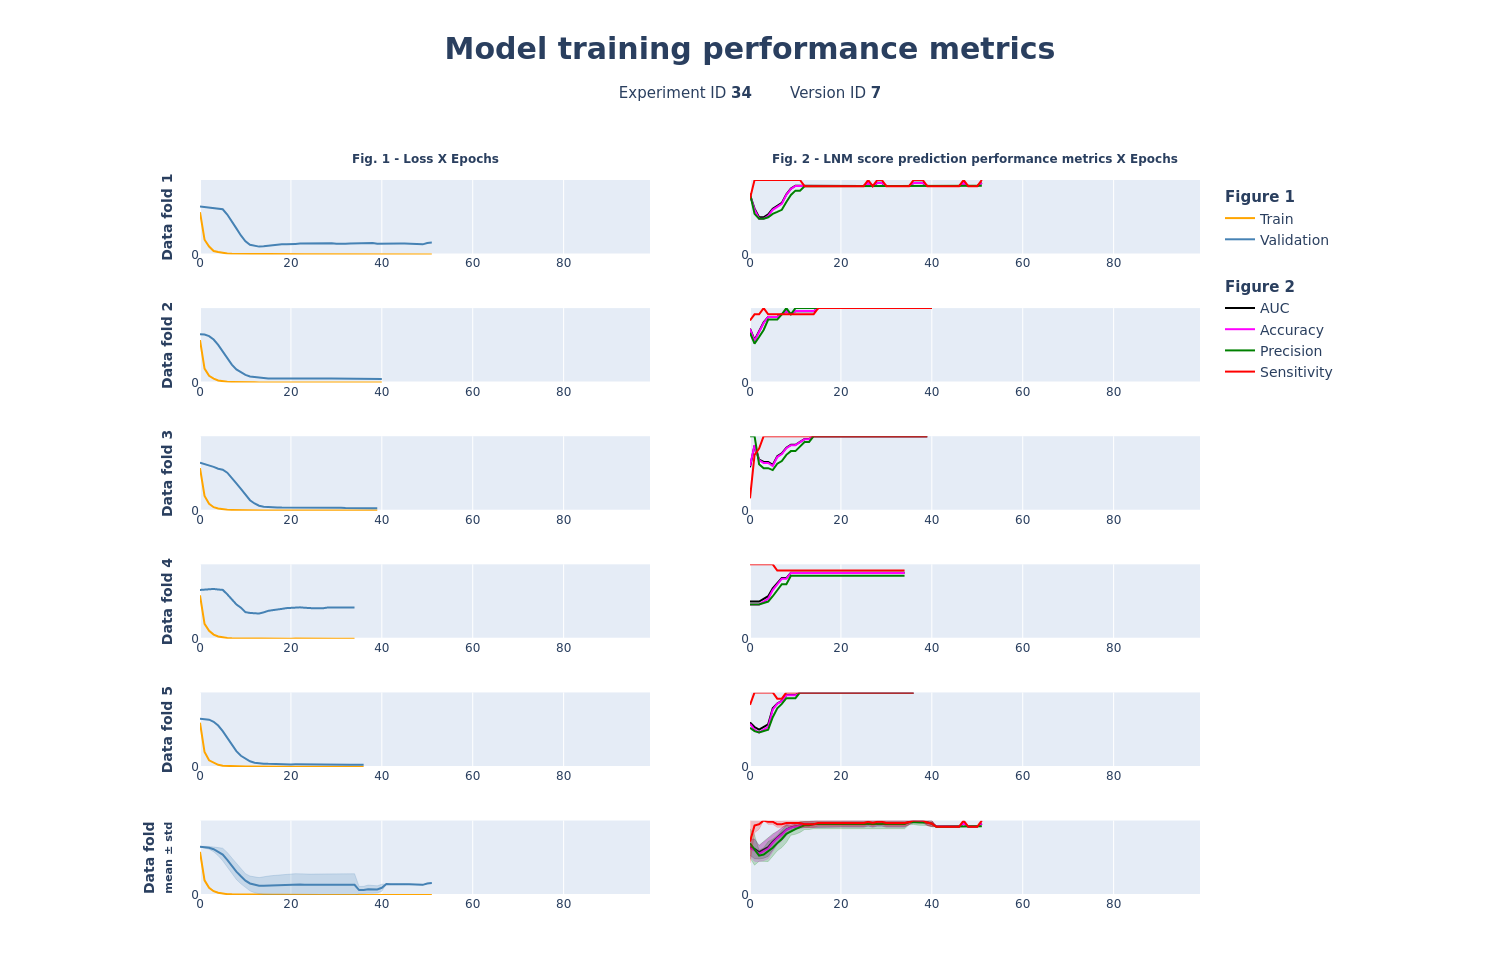 Model training performance metrics
Experiment ID 34 Version ID 7
Fig. 1 - Loss X Epochs
Fig. 2 - LNM score prediction performance metrics X Epochs
Data fold 1
0
0 20 40 60 80
0
0 20 40 60 80
Figure 1
Train
Validation
Figure 2
AUC
Accuracy
Precision
Sensitivity
Data fold 2
0
0 20 40 60 80
0
0 20 40 60 80
Data fold 3
0
0 20 40 60 80
0
0 20 40 60 80
Data fold 4
0
0 20 40 60 80
0
0 20 40 60 80
Data fold 5
0
0 20 40 60 80
0
0 20 40 60 80
Data fold
mean ± std
0
0 20 40 60 80
0
0 20 40 60 80